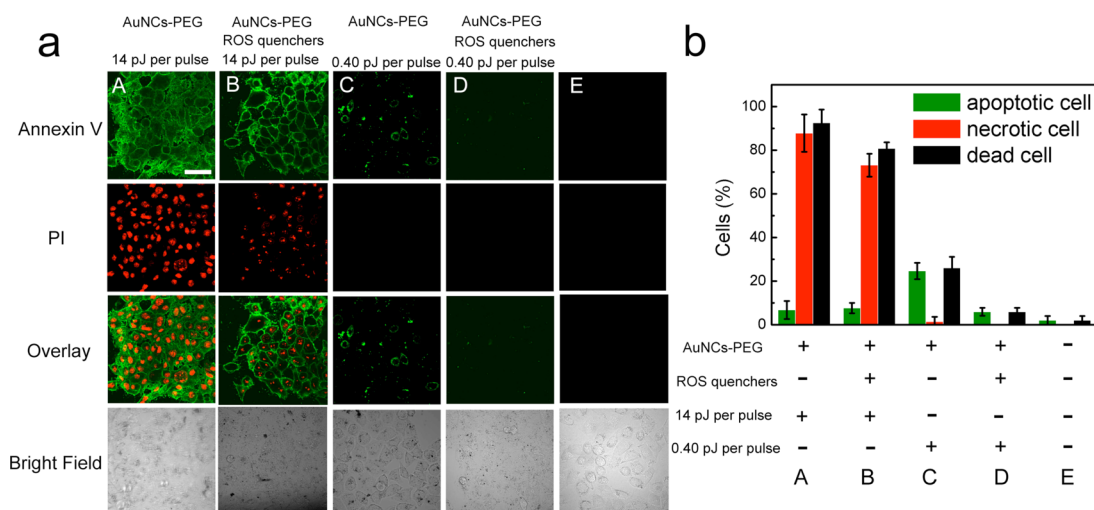 a
AuNCs-PEG
14 pJ per pulse
AuNCs-PEG
ROS quenchers
14 pJ per pulse
AuNCs-PEG
0.40 pJ per pulse
AuNCs-PEG
ROS quenchers
0.40 pJ per pulse
A B C D E
Annexin V
PI
Overlay
Bright Field
b
apoptotic cell
necrotic cell
dead cell
Cells (%)
100
80
60
40
20
0
AuNCs-PEG + + + + −
ROS quenchers − + − + −
14 pJ per pulse + + − − −
0.40 pJ per pulse − − + + −
A B C D E